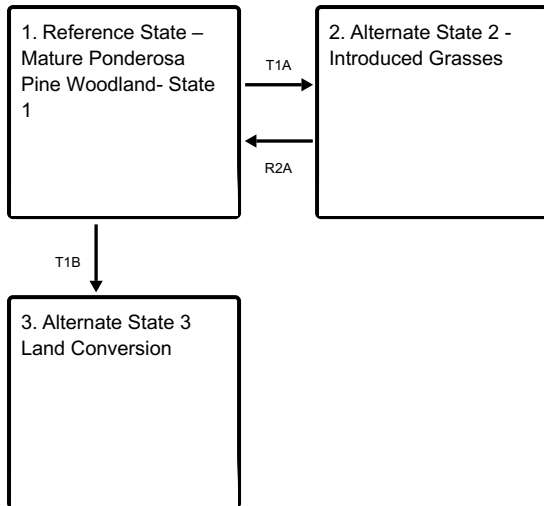 1. Reference State –
Mature Ponderosa
Pine Woodland- State
1
T1A
2. Alternate State 2 -
Introduced Grasses
R2A
T1B
3. Alternate State 3
Land Conversion